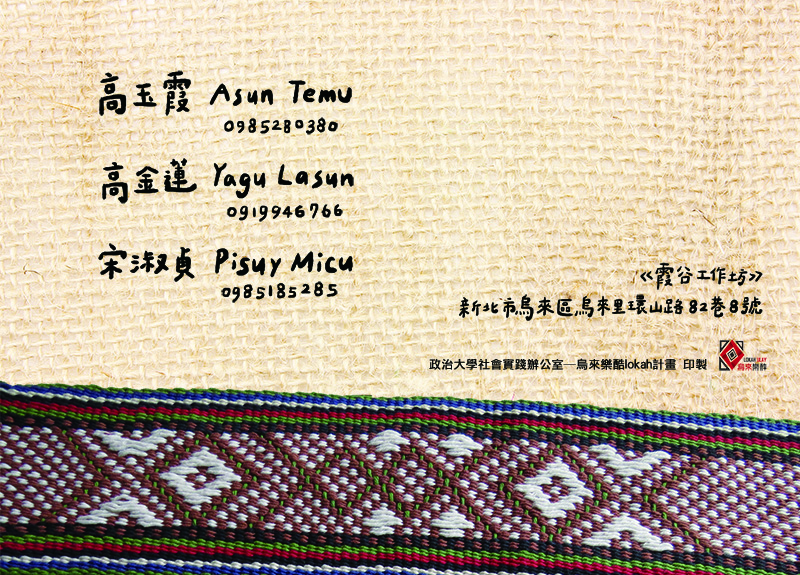 高玉霞 Asun Temu
0985280380
高金蓮 Yagu Lasun
0919946766
宋淑貞 Pisuy Micu
0985185285
《霞谷工作坊》
新北市烏來區烏來里環山路82巷8號
政治大學社會實踐辦公室─烏來樂酷lokah計畫 印製
LOKAH
烏來樂酷